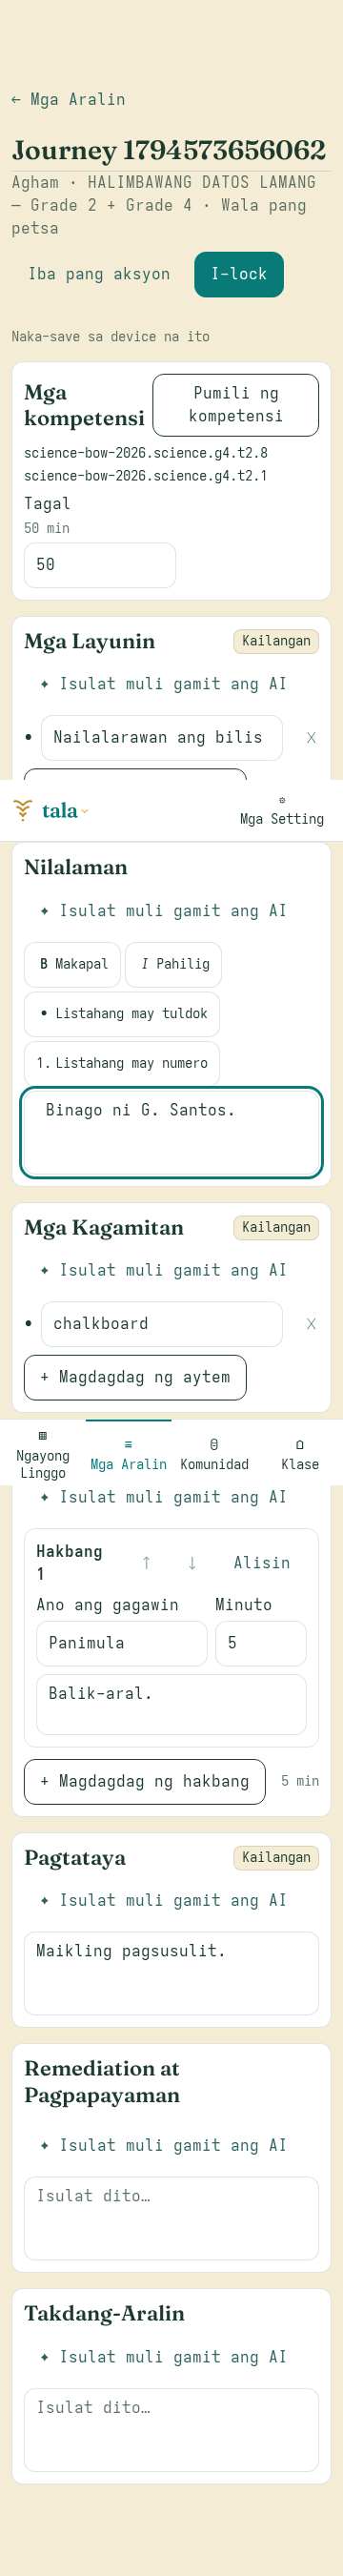 ← Mga Aralin
Journey 1794573656062
Agham · HALIMBAWANG DATOS LAMANG
— Grade 2 + Grade 4 · Wala pang
petsa
Iba pang aksyon
I-lock
Naka-save sa device na ito
Mga
kompetensi
Pumili ng
kompetensi
science-bow-2026.science.g4.t2.8
science-bow-2026.science.g4.t2.1
Tagal
50 min
50
Mga Layunin
Kailangan
✦ Isulat muli gamit ang AI
• Nailalarawan ang bilis X
tala
Mga Setting
Nilalaman
✦ Isulat muli gamit ang AI
B Makapal
I Pahilig
• Listahang may tuldok
1. Listahang may numero
Binago ni G. Santos.
Mga Kagamitan
Kailangan
✦ Isulat muli gamit ang AI
• chalkboard X
+ Magdagdag ng aytem
Ngayong
Linggo
Mga Aralin
Komunidad
Klase
✦ Isulat muli gamit ang AI
Hakbang
1
↑ ↓ Alisin
Ano ang gagawin
Minuto
Panimula
5
Balik-aral.
+ Magdagdag ng hakbang
5 min
Pagtataya
Kailangan
✦ Isulat muli gamit ang AI
Maikling pagsusulit.
Remediation at
Pagpapayaman
✦ Isulat muli gamit ang AI
Isulat dito…
Takdang-Aralin
✦ Isulat muli gamit ang AI
Isulat dito…